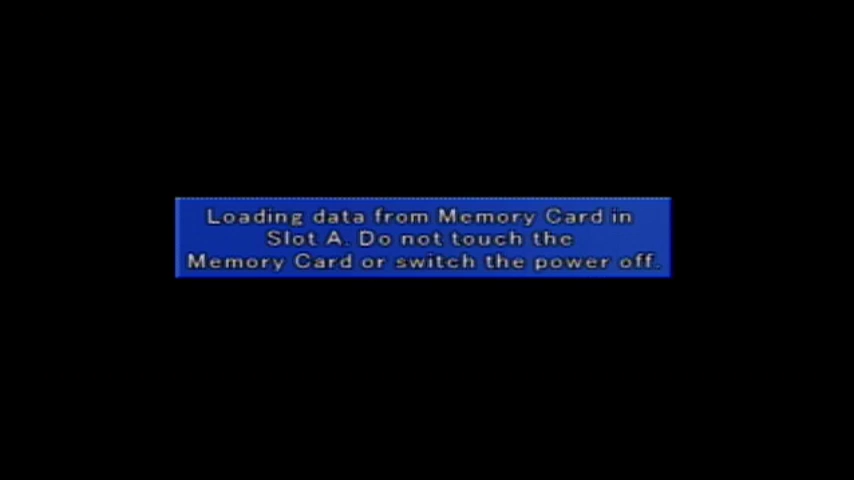 Loading data from Memory Card in
Slot A. Do not touch the
Memory Card or switch the power off.